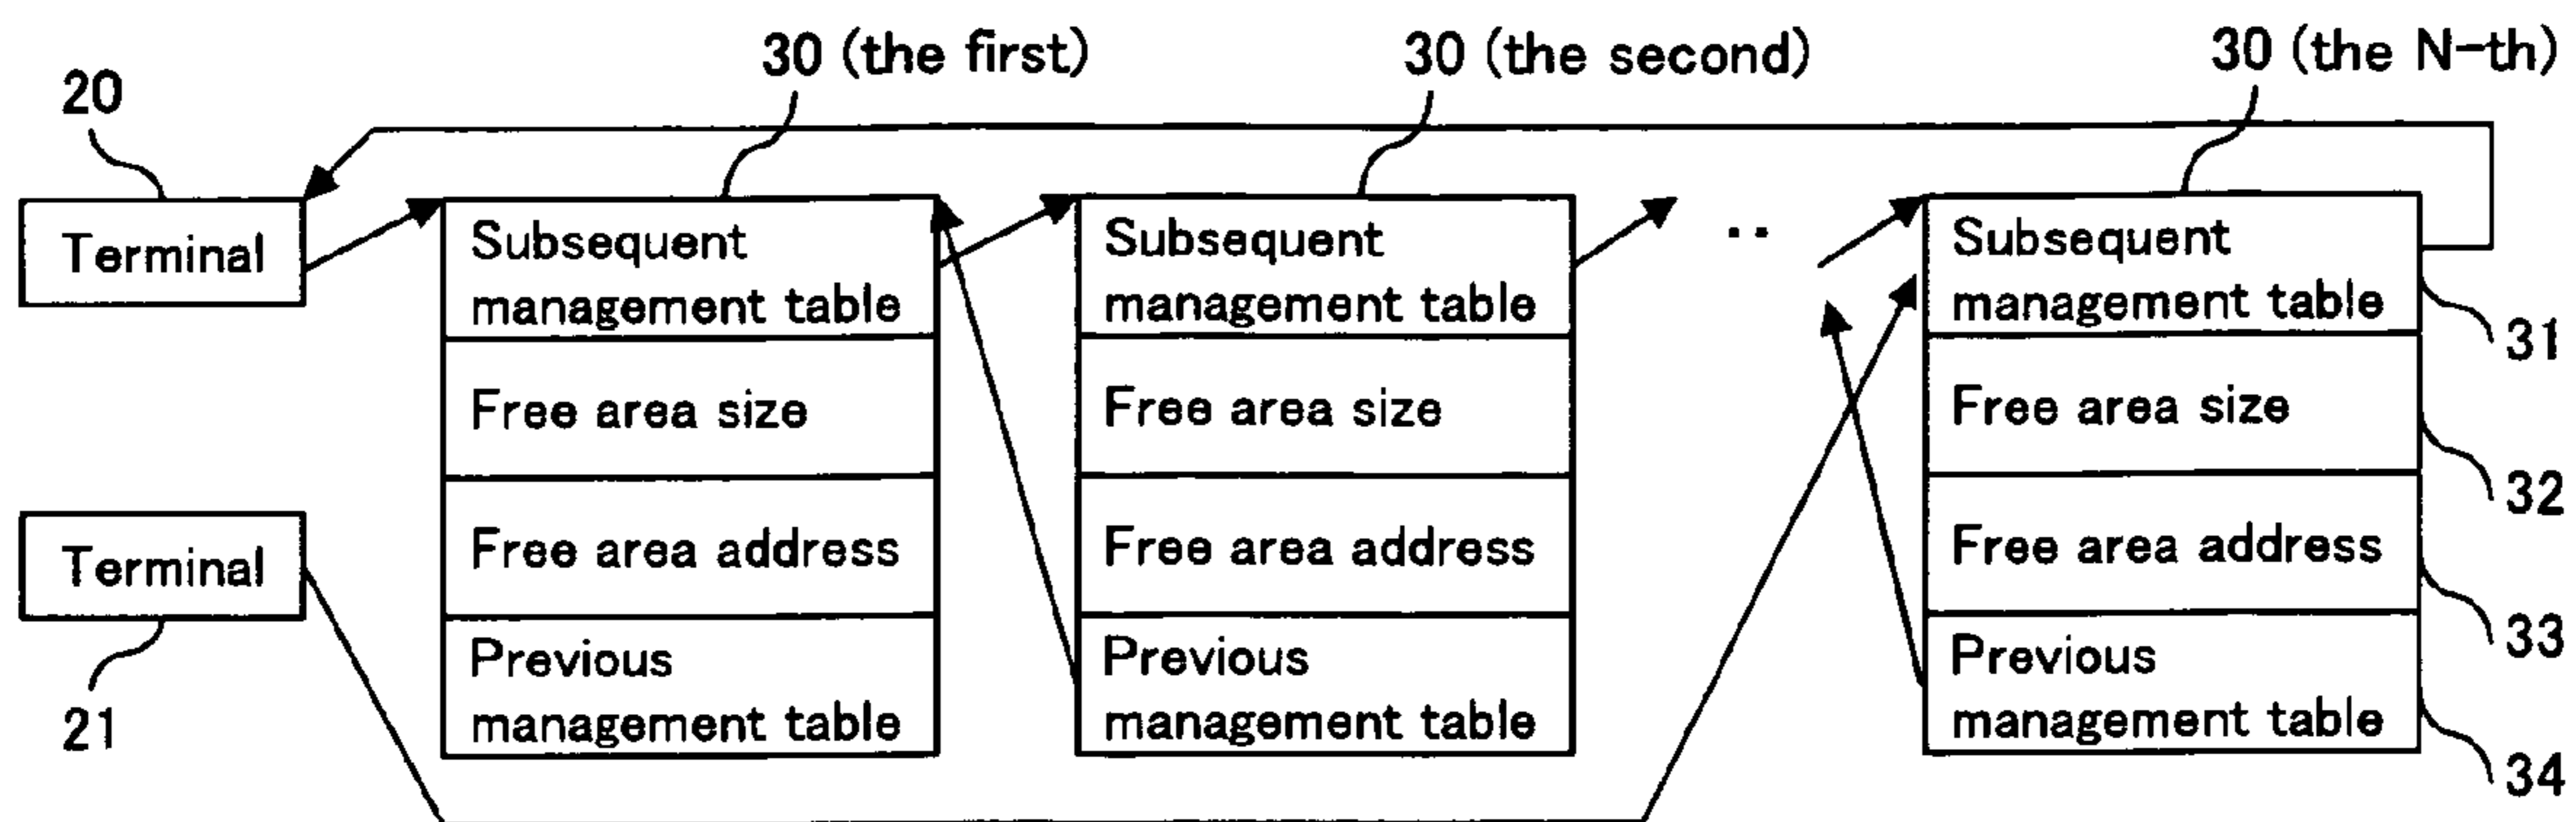 30 (the first)
30 (the second)
30 (the N-th)
20
Terminal
Subsequent
management table
Subsequent
management table
..
Subsequent
management table
31
Free area size
Free area size
Free area size
32
Terminal
Free area address
Free area address
Free area address
33
21
Previous
management table
Previous
management table
Previous
management table
34